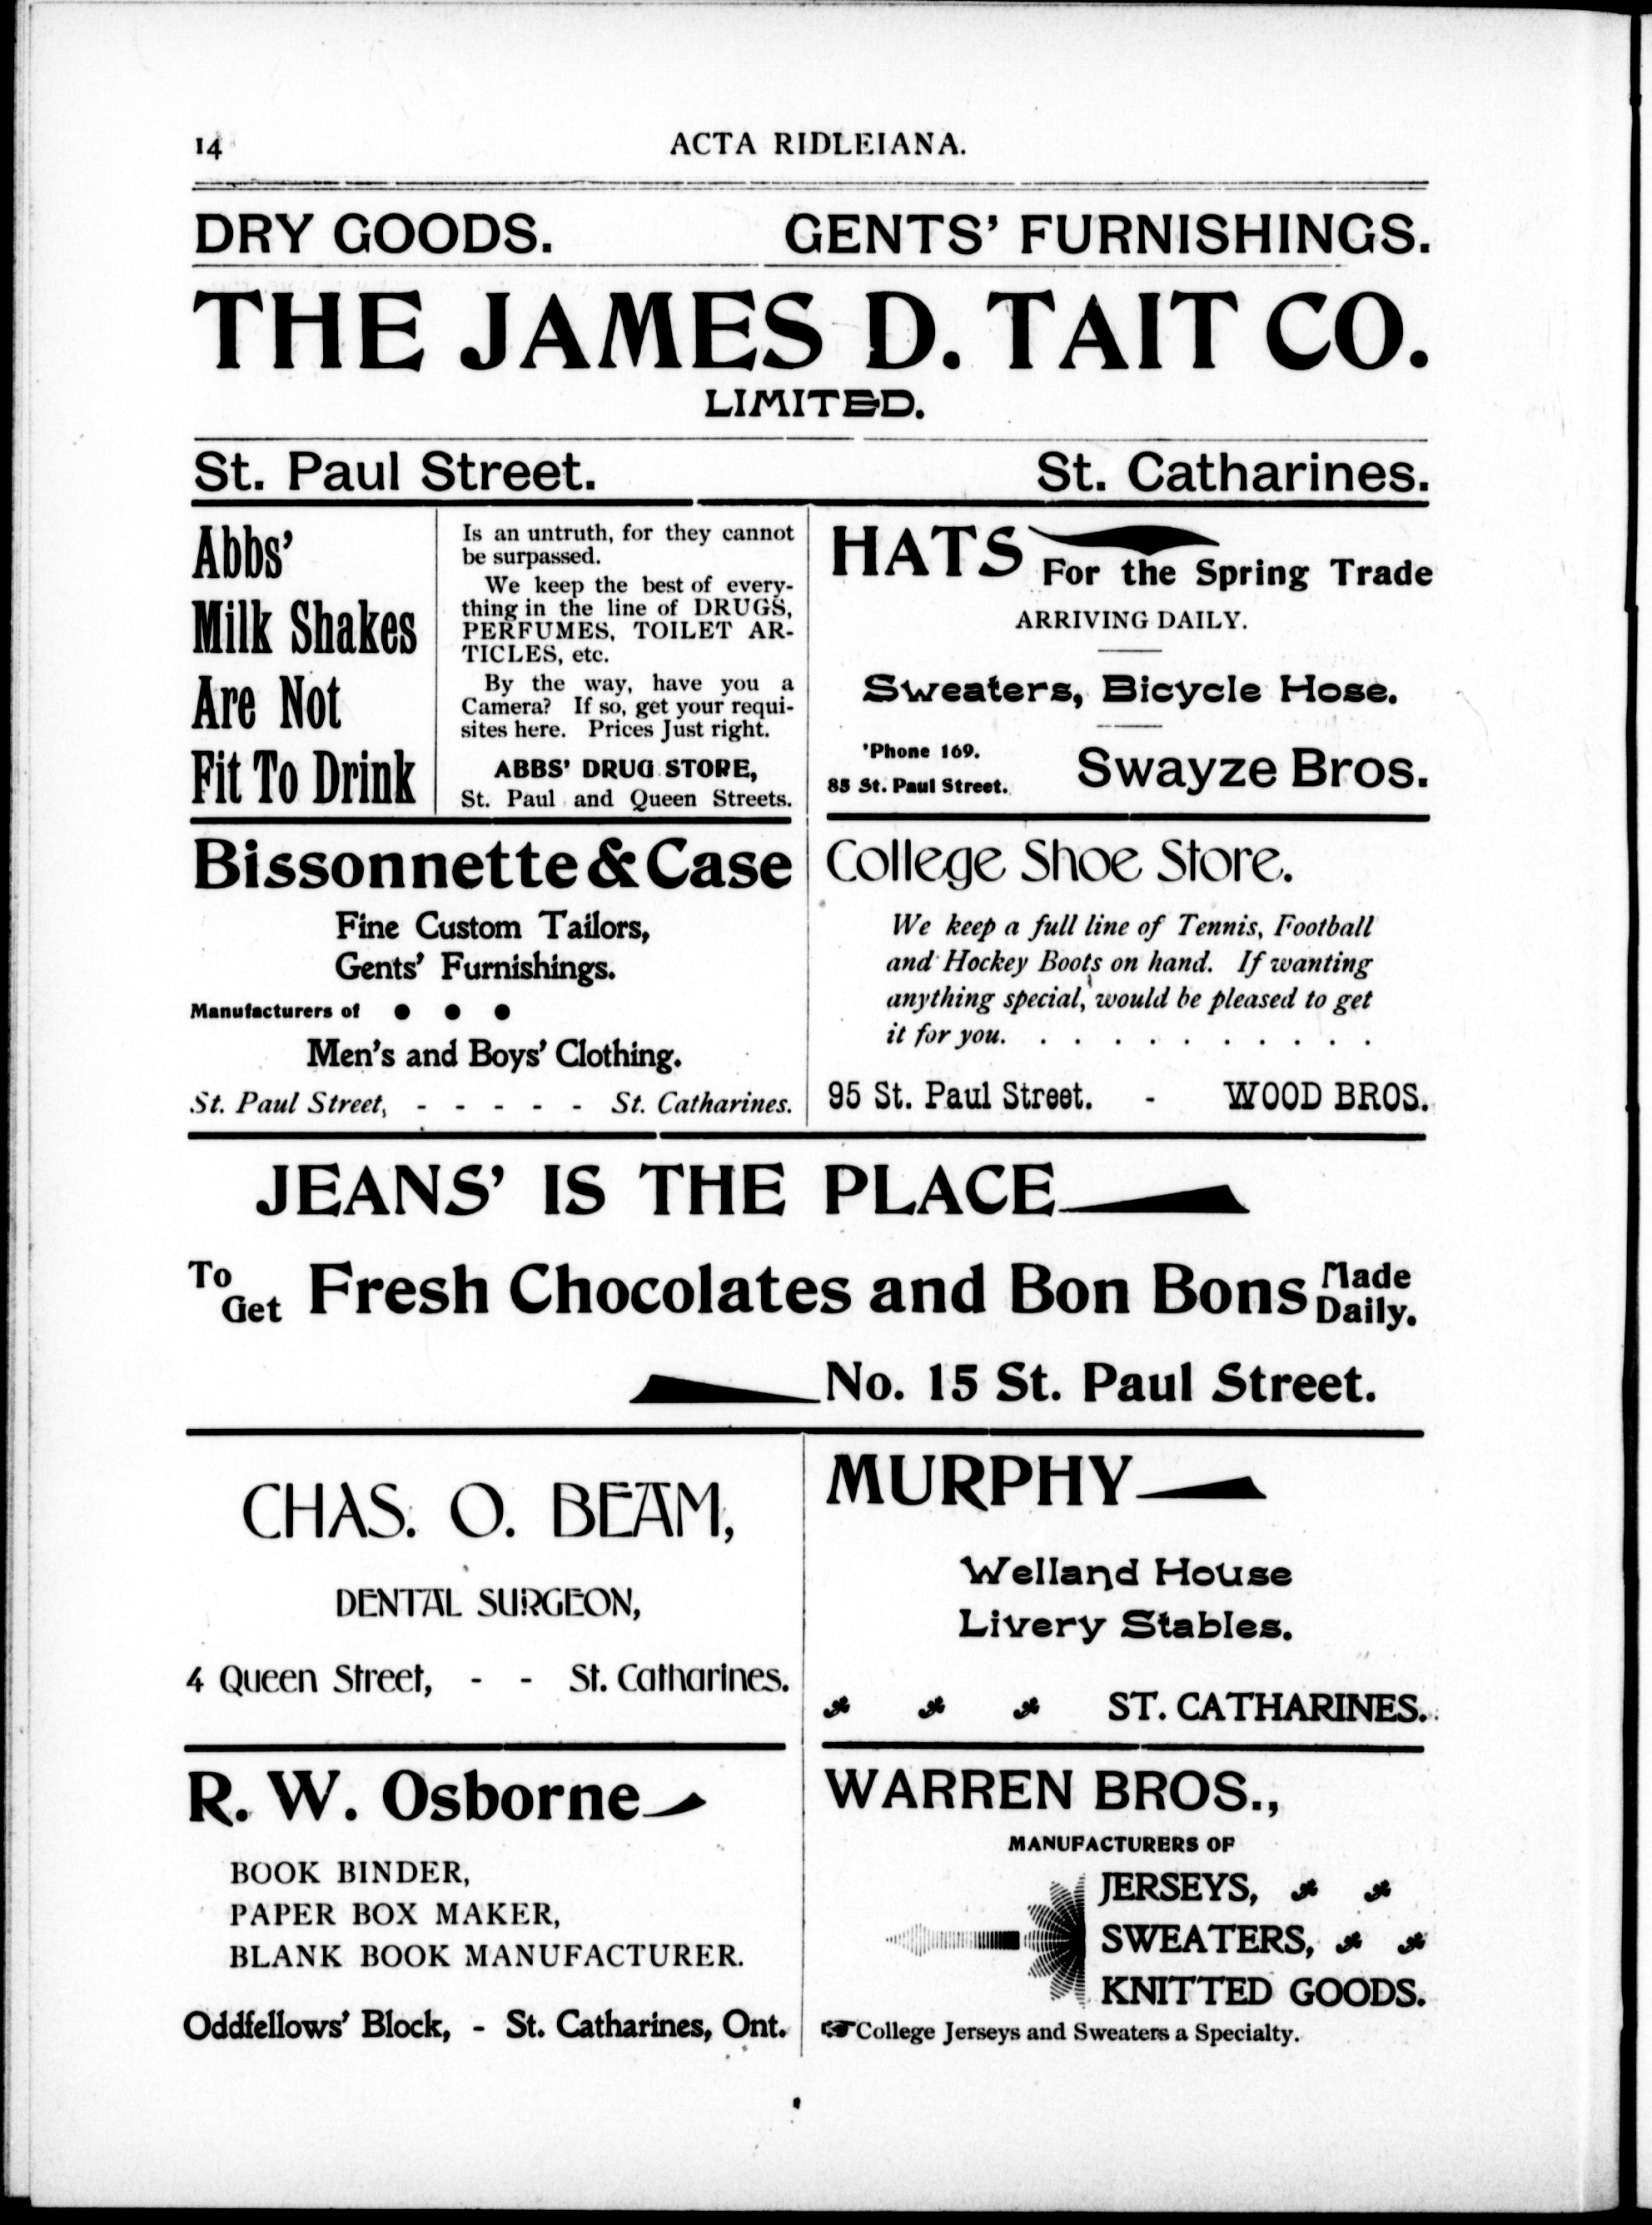 14
ACTA RIDLEIANA.
DRY GOODS. GENTS' FURNISHINGS.
THE JAMES D. TAIT CO.
LIMITED.
St. Paul Street. St. Catharines.
Abbs'
Milk Shakes
Are Not
Fit To Drink
Is an untruth, for they cannot
be surpassed.
We keep the best of every-
thing in the line of DRUGS,
PERFUMES, TOILET AR-
TICLES, etc.
By the way, have you a
Camera? If so, get your requi-
sites here. Prices Just right.
ABBS' DRUG STORE,
St. Paul and Queen Streets.
HATS For the Spring Trade
ARRIVING DAILY.
Sweaters, Bicycle Hose.
'Phone 169.
85 St. Paul Street.
Swayze Bros.
Bissonnette & Case
Fine Custom Tailors,
Gents' Furnishings.
Manufacturers of
Men's and Boys' Clothing.
St. Paul Street, - - - - - St. Catharines.
College Shoe Store.
We keep a full line of Tennis, Football
and Hockey Boots on hand. If wanting
anything special, would be pleased to get
it for you. . . . . . . . . . .
95 St. Paul Street. - WOOD BROS.
JEANS' IS THE PLACE
To Get Fresh Chocolates and Bon Bons Made Daily.
No. 15 St. Paul Street.
CHAS. O. BEAM,
DENTAL SURGEON,
4 Queen Street, - - St. Catharines.
MURPHY
Welland House
Livery Stables.
ST. CATHARINES.
R. W. Osborne
BOOK BINDER,
PAPER BOX MAKER,
BLANK BOOK MANUFACTURER.
Oddfellows' Block, - St. Catharines, Ont.
WARREN BROS.,
MANUFACTURERS OF
JERSEYS,
SWEATERS,
KNITTED GOODS.
☞College Jerseys and Sweaters a Specialty.